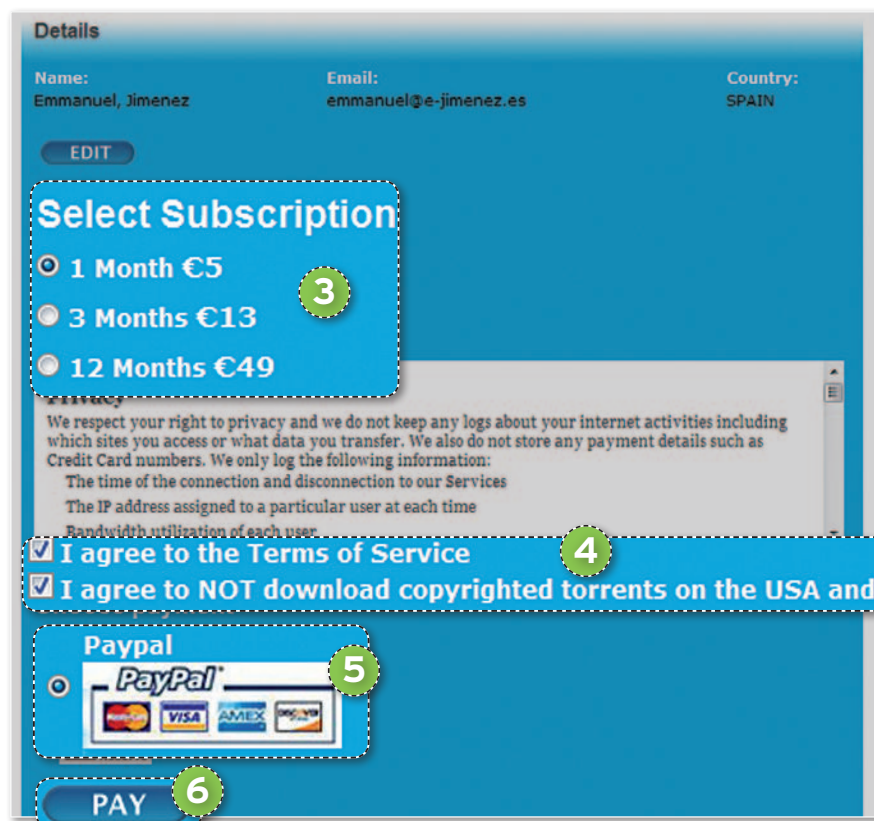 Details
Name: Email: Country:
Emmanuel, Jimenez emmanuel@e-jimenez.es SPAIN
EDIT
Select Subscription
1 Month €5
3 Months €13
3
12 Months €49
Privacy
We respect your right to privacy and we do not keep any logs about your internet activities including
which sites you access or what data you transfer. We also do not store any payment details such as
Credit Card numbers. We only log the following information:
The time of the connection and disconnection to our Services
The IP address assigned to a particular user at each time
Bandwidth utilization of each user
I agree to the Terms of Service
4
I agree to NOT download copyrighted torrents on the USA and
Paypal
PayPal
5
MasterCard VISA AMEX DISCOVER
PAY
6